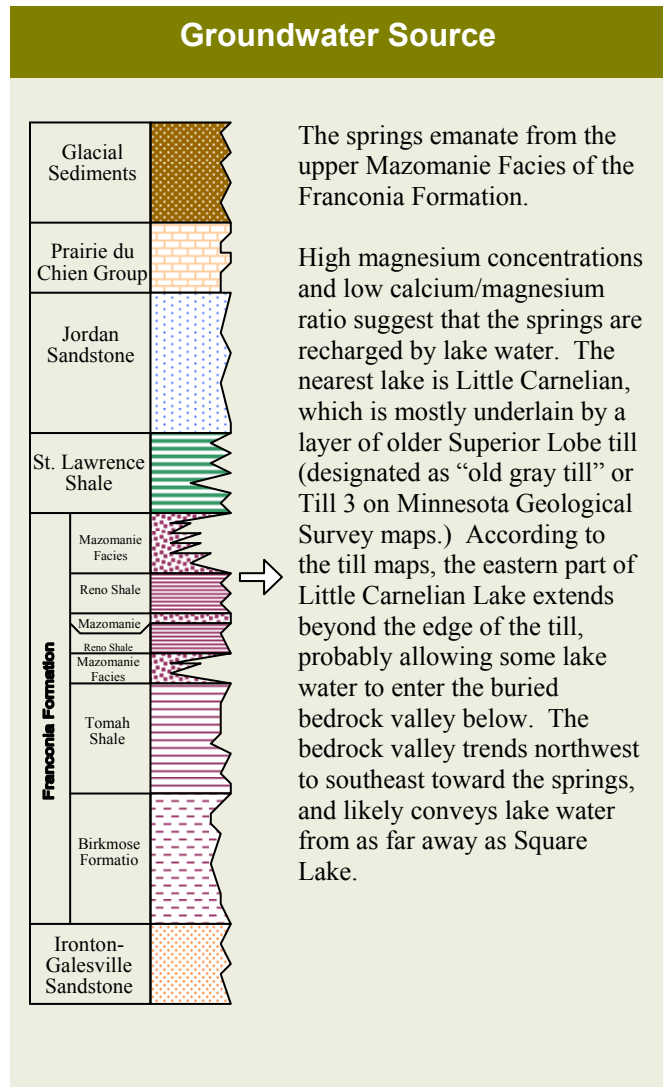 Groundwater Source
Glacial
Sediments
Prairie du
Chien Group
Jordan
Sandstone
St. Lawrence
Shale
Franconia Formation
Mazomanie
Facies
Reno Shale
Mazomanie
Reno Shale
Mazomanie
Facies
Tomah
Shale
Birkmose
Formatio
Ironton-
Galesville
Sandstone
The springs emanate from the
upper Mazomanie Facies of the
Franconia Formation.
High magnesium concentrations
and low calcium/magnesium
ratio suggest that the springs are
recharged by lake water.  The
nearest lake is Little Carnelian,
which is mostly underlain by a
layer of older Superior Lobe till
(designated as “old gray till” or
Till 3 on Minnesota Geological
Survey maps.)  According to
the till maps, the eastern part of
Little Carnelian Lake extends
beyond the edge of the till,
probably allowing some lake
water to enter the buried
bedrock valley below.  The
bedrock valley trends northwest
to southeast toward the springs,
and likely conveys lake water
from as far away as Square
Lake.